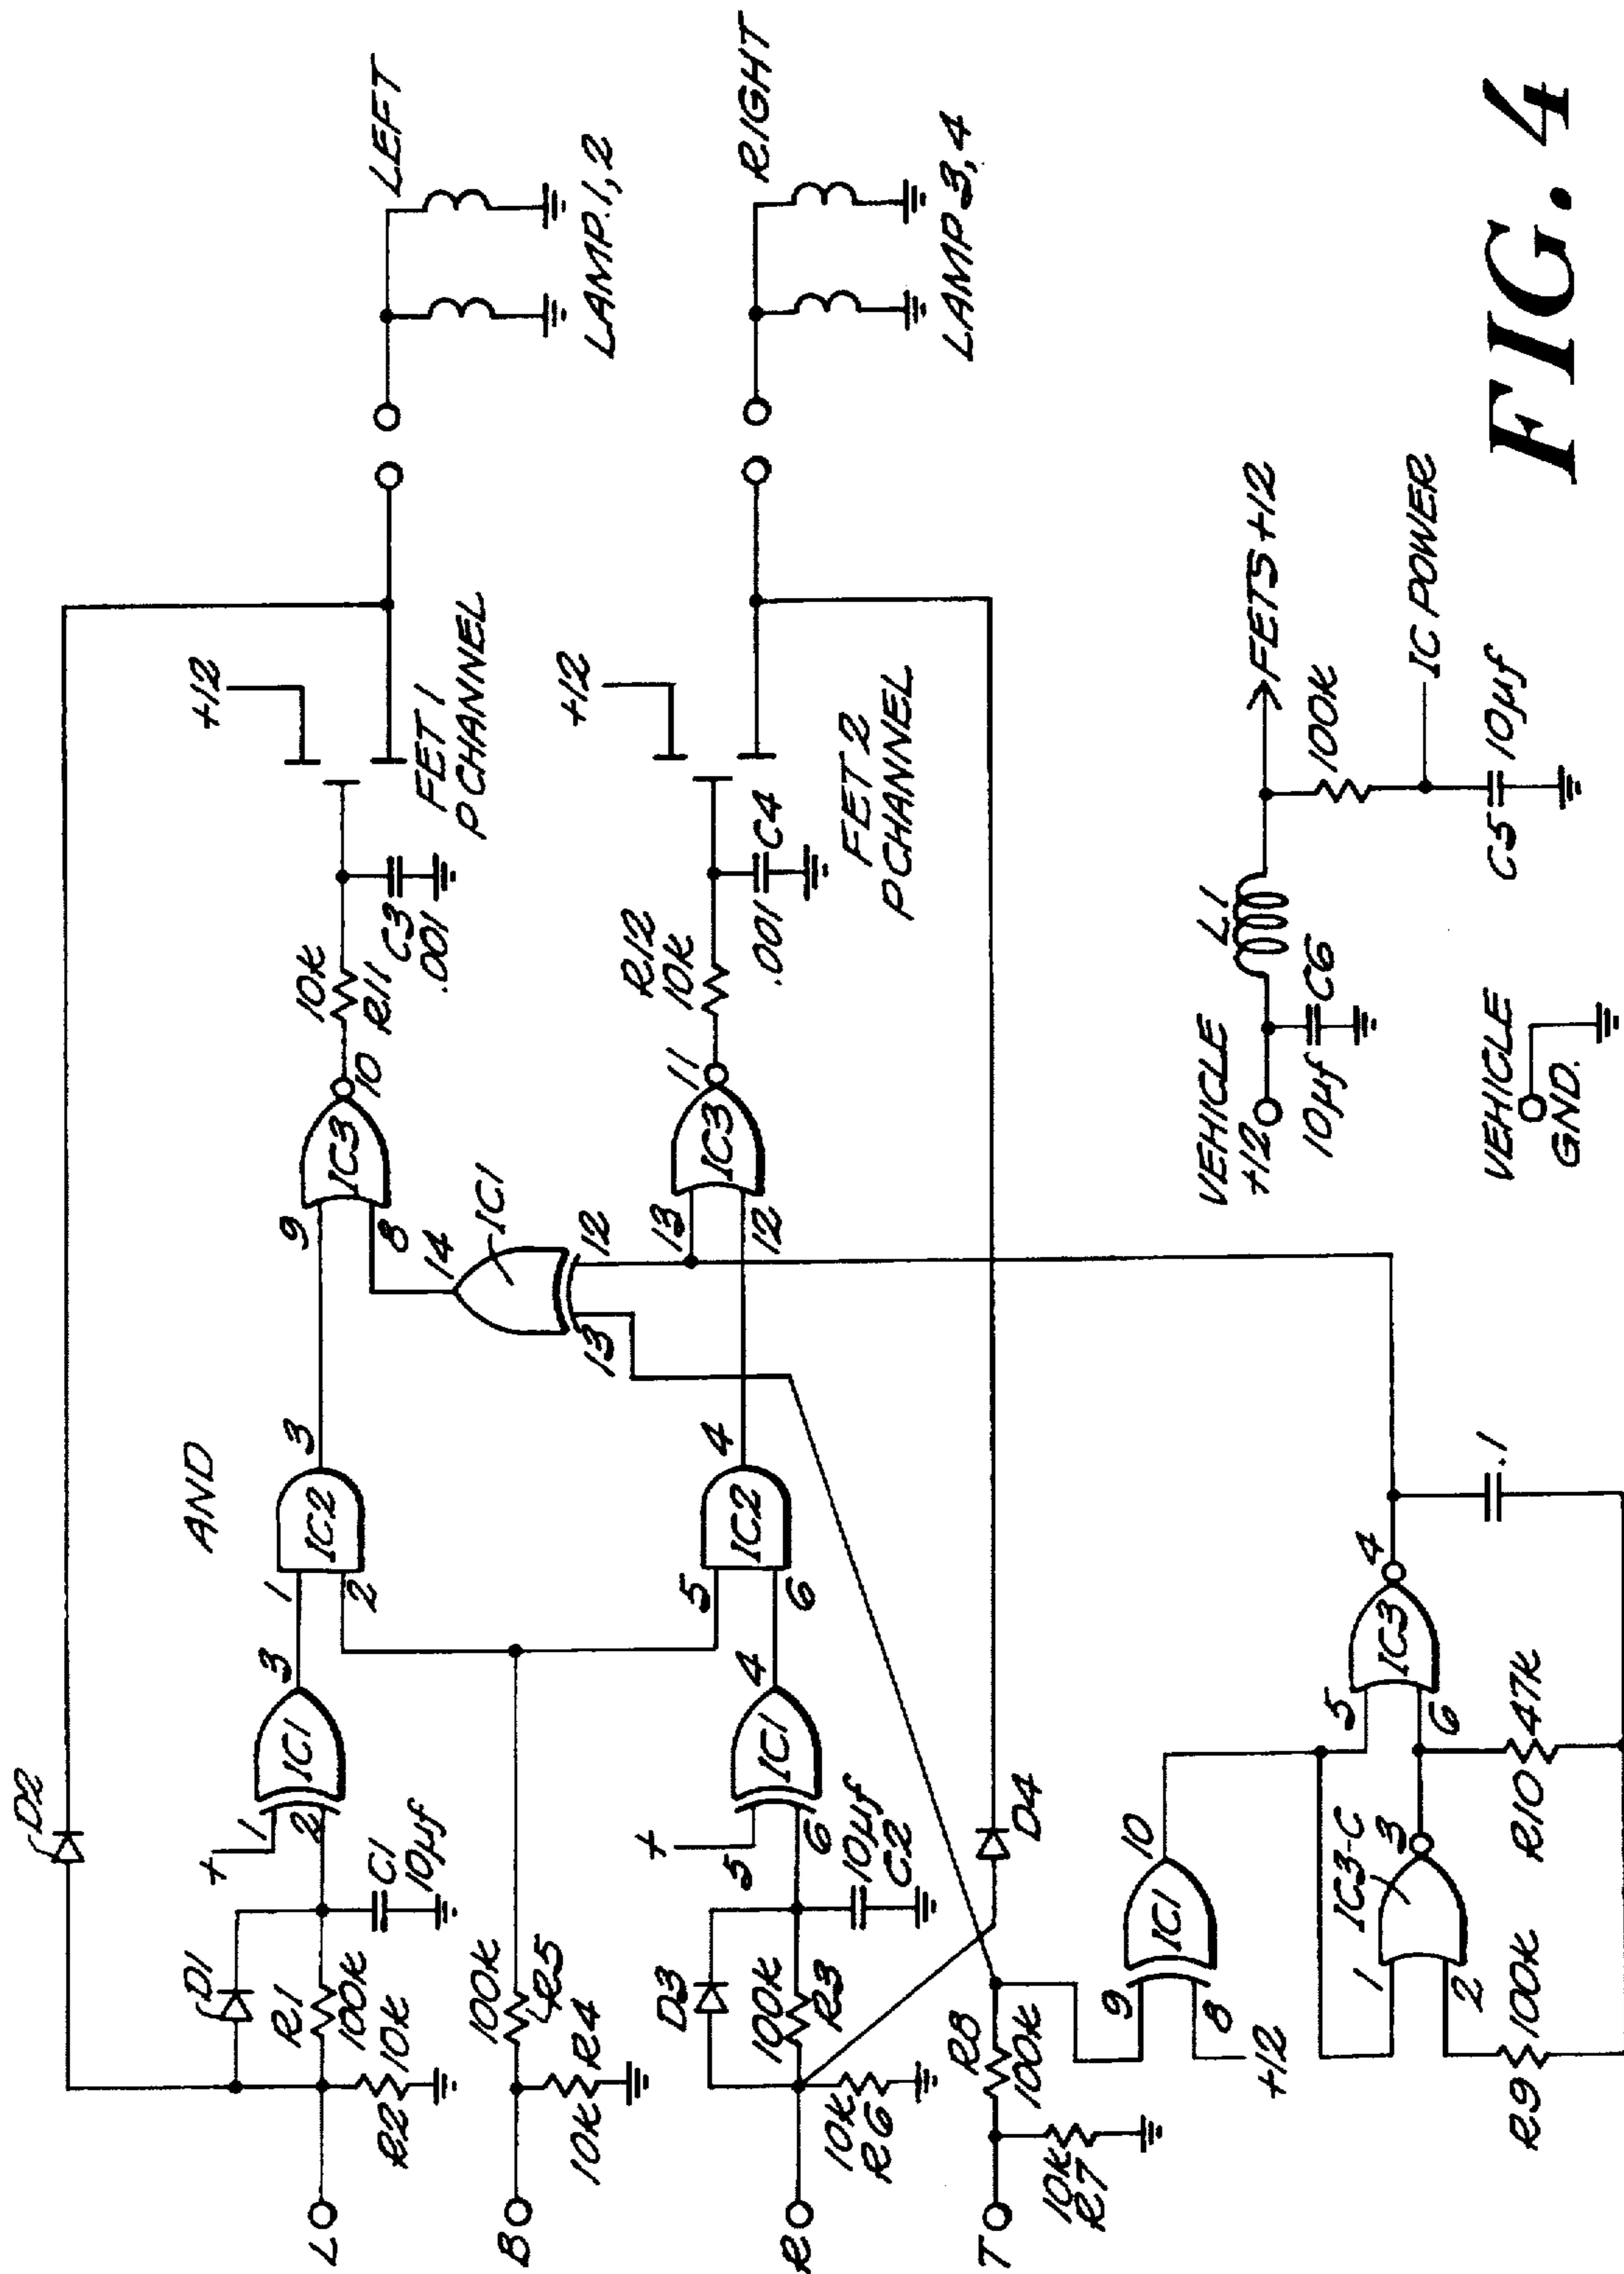 D2
+12
LEFT
LAMP.1,2
L
R1
100K
D1
R2 10K
C1
10µf
+
1
2
IC1
3
AND
1
2
IC2
3
9
8
IC3
10
10K
R11
C3
.001
FET 1
P CHANNEL
B
100K
R5
10K
R4
14
IC1
13
12
+12
RIGHT
LAMP 3,4
R
D3
100K
R3
10K
R6
10µf
C2
+
5
6
IC1
4
5
6
IC2
4
13
12
IC3
11
R12
10K
.001
C4
FET 2
P CHANNEL
T
R8
100K
10K
R7
D4
9
8
+12
IC1
10
IC3-C
1
2
3
R9 100K
R10 47K
5
6
IC3
4
.1
VEHICLE
+12
L1
10µf
C6
FETS +12
100K
IC POWER
C5
10µf
VEHICLE
GND.
FIG. 4